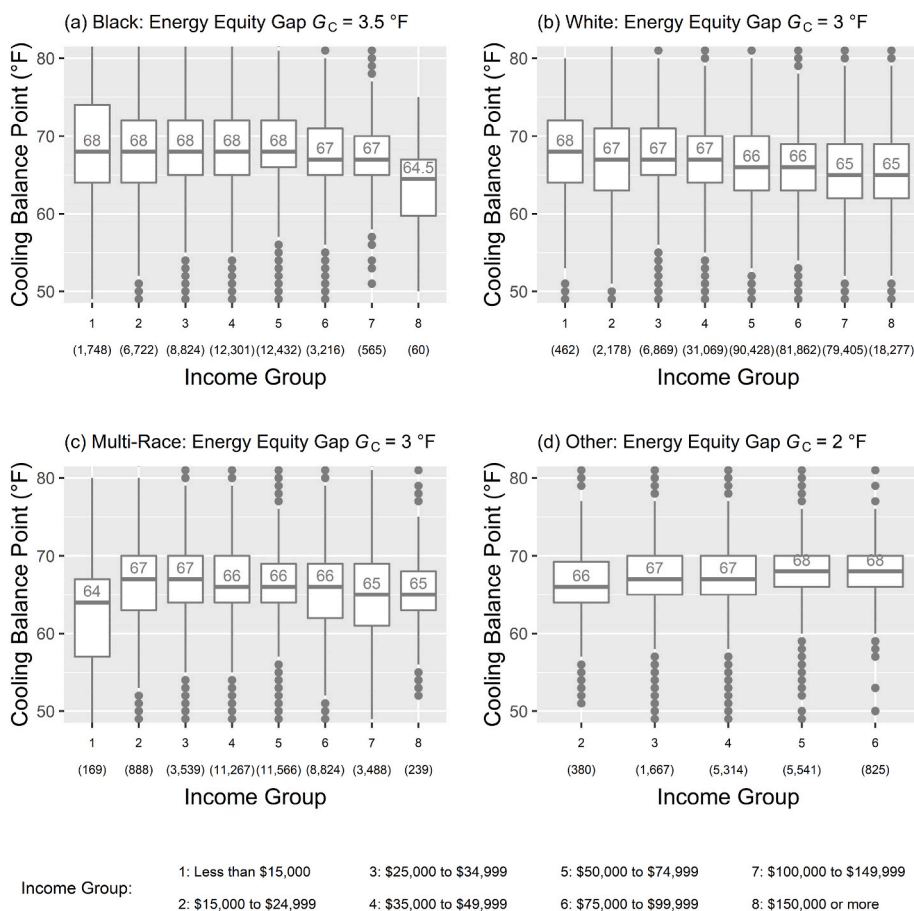 (a) Black: Energy Equity Gap GC = 3.5 °F
Cooling Balance Point (°F)
80
70
60
50
68 68 68 68 68 67 67 64.5
1 2 3 4 5 6 7 8
(1,748) (6,722) (8,824) (12,301) (12,432) (3,216) (565) (60)
Income Group
(b) White: Energy Equity Gap GC = 3 °F
Cooling Balance Point (°F)
80
70
60
50
68 67 67 67 66 66 65 65
1 2 3 4 5 6 7 8
(462) (2,178) (6,869) (31,069) (90,428) (81,862) (79,405) (18,277)
Income Group
(c) Multi-Race: Energy Equity Gap GC = 3 °F
Cooling Balance Point (°F)
80
70
60
50
64 67 67 66 66 66 65 65
1 2 3 4 5 6 7 8
(169) (888) (3,539) (11,267) (11,566) (8,824) (3,488) (239)
Income Group
(d) Other: Energy Equity Gap GC = 2 °F
Cooling Balance Point (°F)
80
70
60
50
66 67 67 68 68
2 3 4 5 6
(380) (1,667) (5,314) (5,541) (825)
Income Group
Income Group:
1: Less than $15,000 3: $25,000 to $34,999 5: $50,000 to $74,999 7: $100,000 to $149,999
2: $15,000 to $24,999 4: $35,000 to $49,999 6: $75,000 to $99,999 8: $150,000 or more